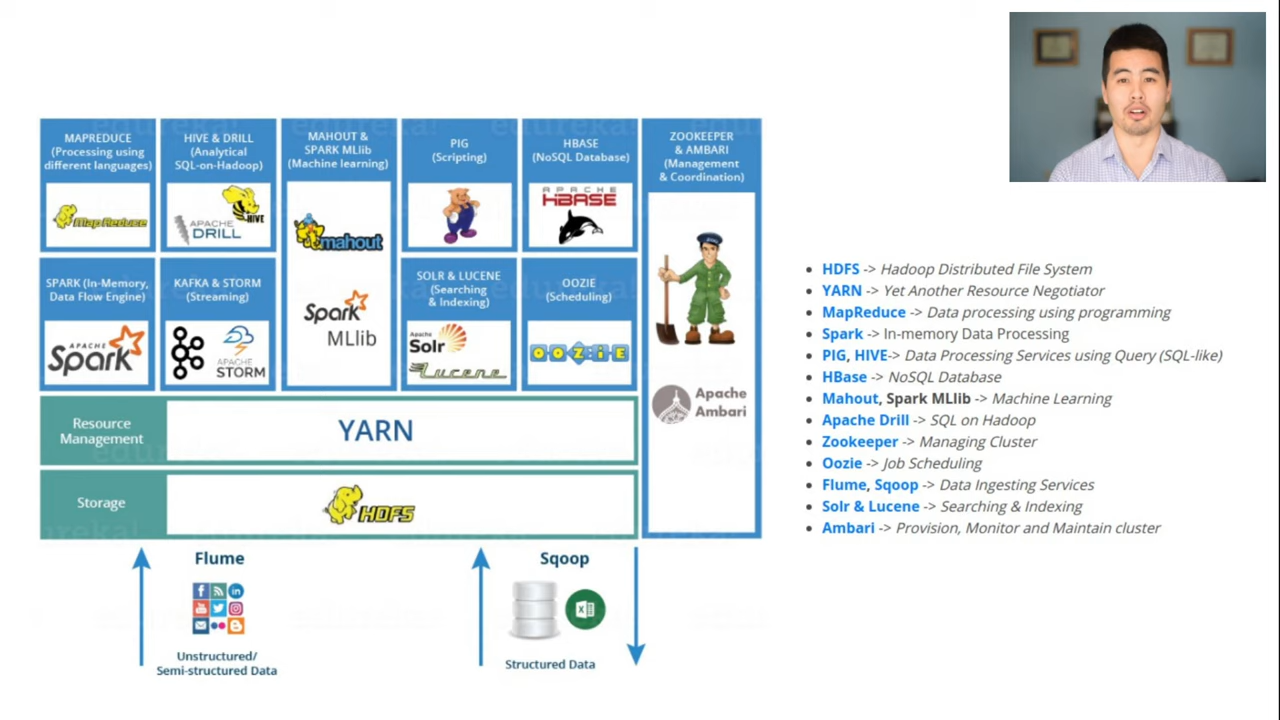 MAPREDUCE
(Processing using
different languages)
Map Reduce
HIVE & DRILL
(Analytical
SQL-on-Hadoop)
APACHE
DRILL
HIVE
MAHOUT &
SPARK MLlib
(Machine learning)
mahout
Spark
MLlib
PIG
(Scripting)
HBASE
(NoSQL Database)
APACHE
HBASE
ZOOKEEPER
& AMBARI
(Management
& Coordination)
Apache
Ambari
SPARK (In-Memory,
Data Flow Engine)
APACHE
Spark
KAFKA & STORM
(Streaming)
APACHE
STORM
SOLR & LUCENE
(Searching
& Indexing)
Apache
Solr
Lucene
OOZIE
(Scheduling)
OOZIE
Resource
Management
YARN
Storage
HDFS
Flume
Unstructured/
Semi-structured Data
Sqoop
Structured Data
edureka!
• HDFS -> Hadoop Distributed File System
• YARN -> Yet Another Resource Negotiator
• MapReduce -> Data processing using programming
• Spark -> In-memory Data Processing
• PIG, HIVE-> Data Processing Services using Query (SQL-like)
• HBase -> NoSQL Database
• Mahout, Spark MLlib -> Machine Learning
• Apache Drill -> SQL on Hadoop
• Zookeeper -> Managing Cluster
• Oozie -> Job Scheduling
• Flume, Sqoop -> Data Ingesting Services
• Solr & Lucene -> Searching & Indexing
• Ambari -> Provision, Monitor and Maintain cluster